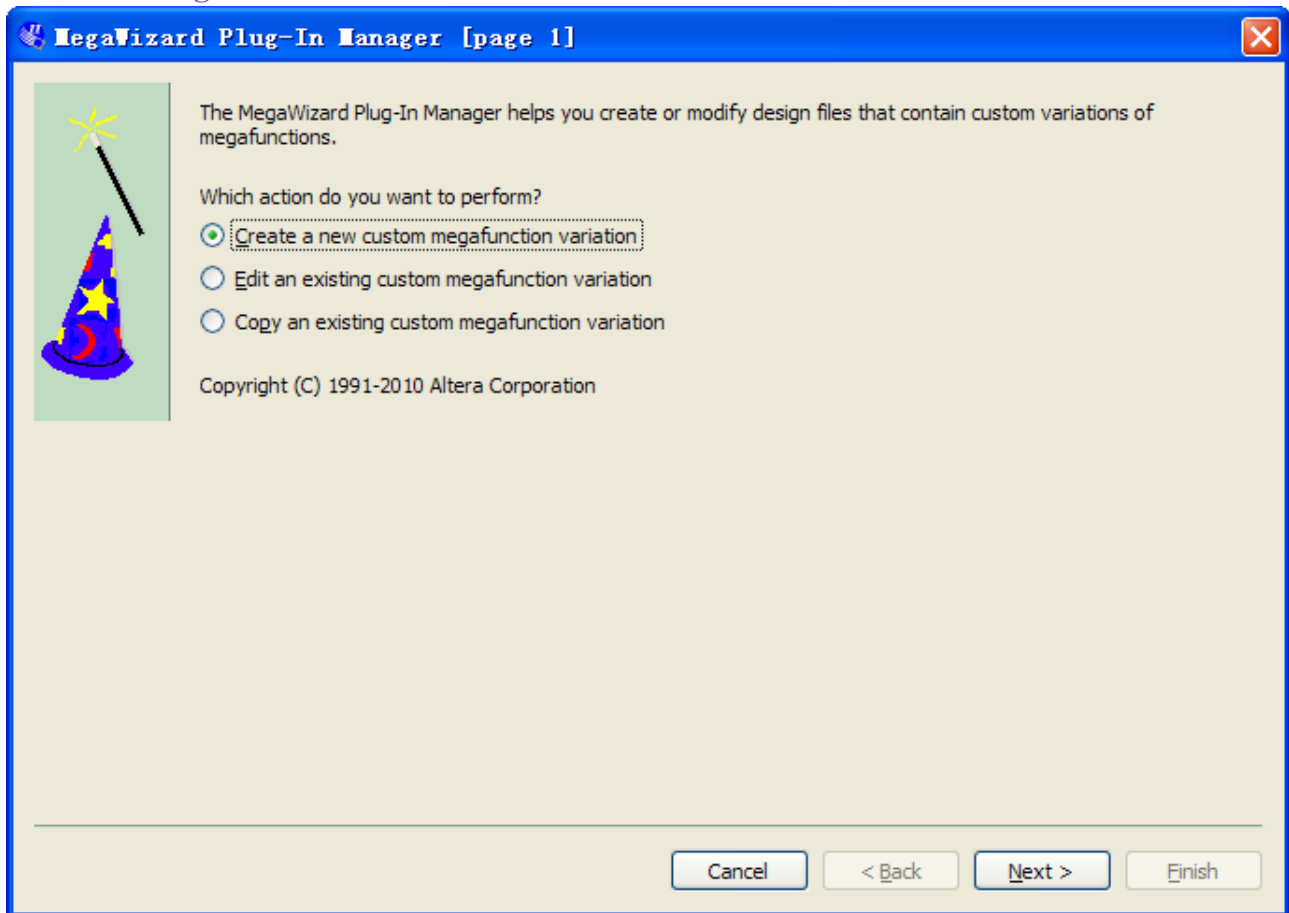 MegaWizard Plug-In Manager [page 1]
The MegaWizard Plug-In Manager helps you create or modify design files that contain custom variations of
megafunctions.
Which action do you want to perform?
Create a new custom megafunction variation
Edit an existing custom megafunction variation
Copy an existing custom megafunction variation
Copyright (C) 1991-2010 Altera Corporation
Cancel < Back Next > Finish